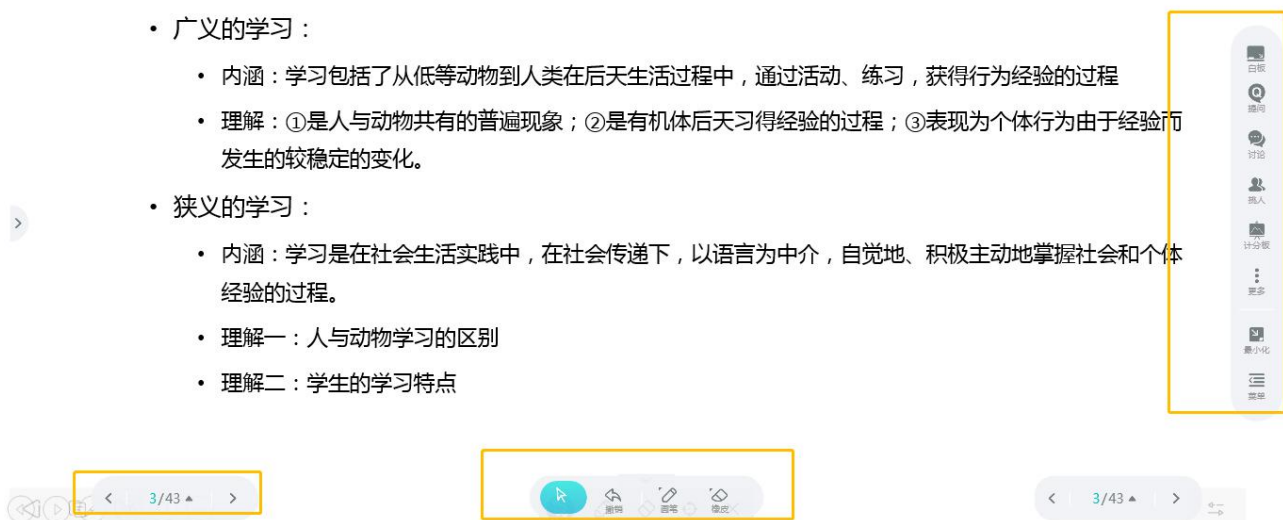 • 广义的学习：
• 内涵：学习包括了从低等动物到人类在后天生活过程中，通过活动、练习，获得行为经验的过程
• 理解：①是人与动物共有的普遍现象；②是有机体后天习得经验的过程；③表现为个体行为由于经验而
发生的较稳定的变化。
• 狭义的学习：
• 内涵：学习是在社会生活实践中，在社会传递下，以语言为中介，自觉地、积极主动地掌握社会和个体
经验的过程。
• 理解一：人与动物学习的区别
• 理解二：学生的学习特点
白板
播问
讨论
挑人
计分板
更多
最小化
菜单
3/43
撤销
画笔
橡皮
3/43